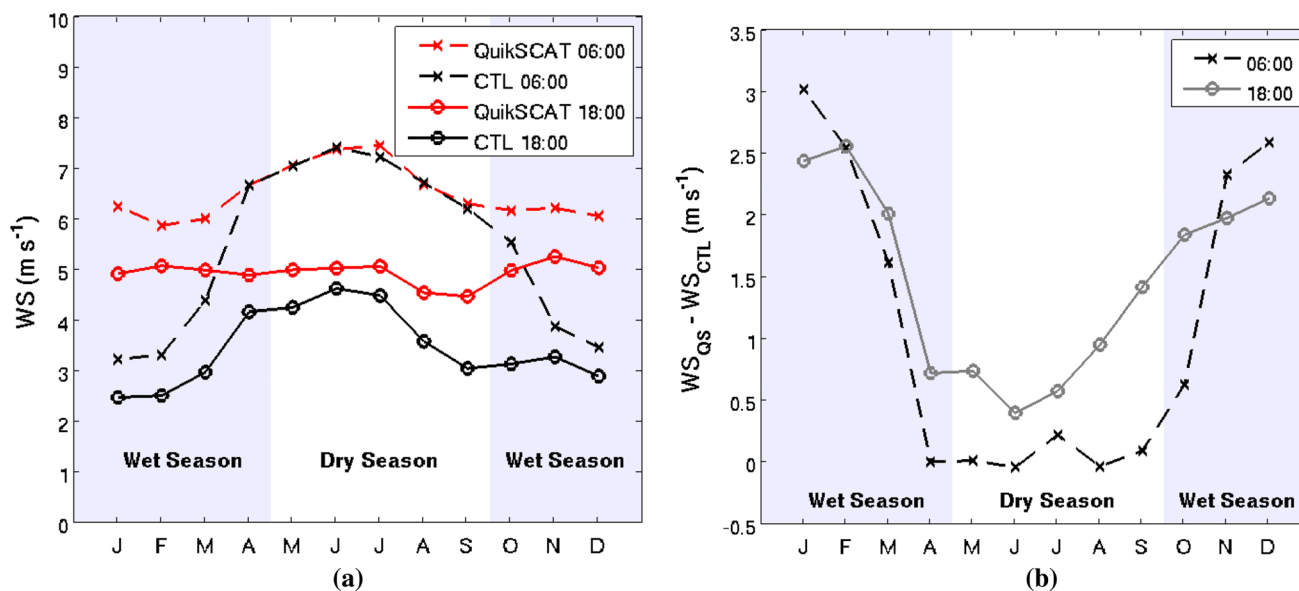 10
9
8
7
6
5
4
3
2
1
0
WS (m s-1)
QuikSCAT 06:00
CTL 06:00
QuikSCAT 18:00
CTL 18:00
Wet Season Dry Season Wet Season
J F M A M J J A S O N D
(a)
3.5
3
2.5
2
1.5
1
0.5
0
-0.5
WSQS - WSCTL (m s-1)
06:00
18:00
Wet Season Dry Season Wet Season
J F M A M J J A S O N D
(b)